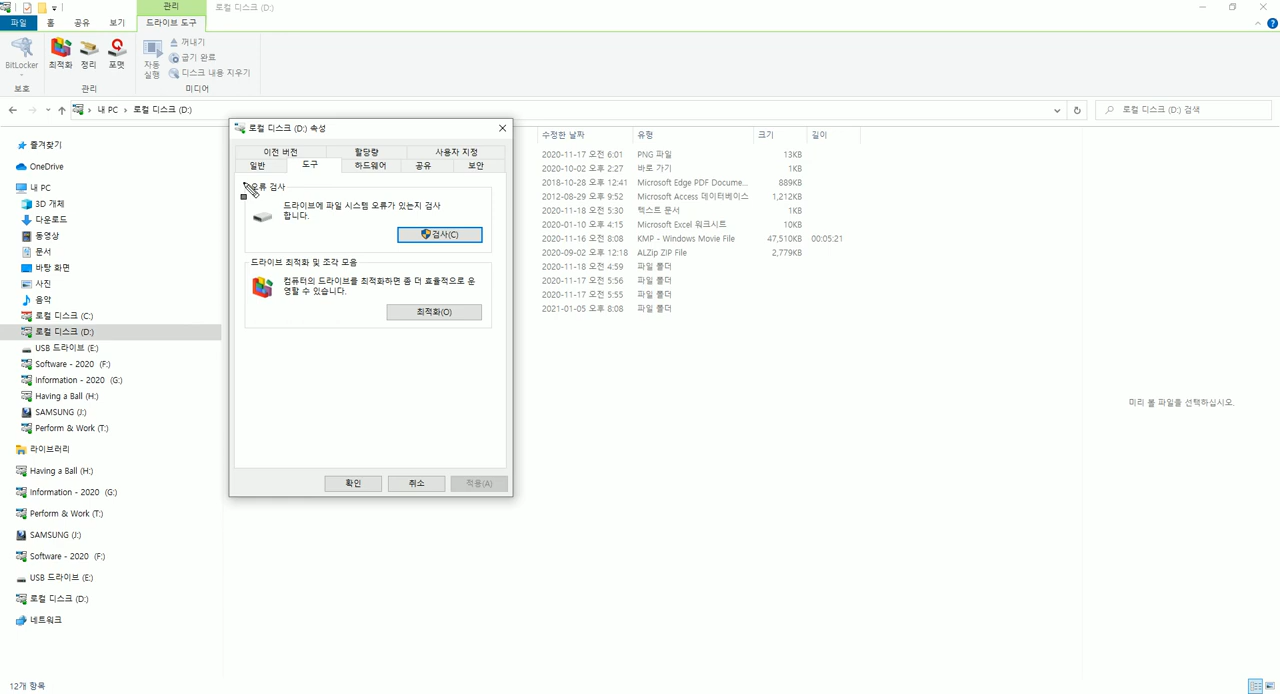 관리
로컬 디스크 (D:)
파일
홈
공유
보기
드라이브 도구
BitLocker
최적화
정리
포맷
자동
실행
꺼내기
굽기 완료
디스크 내용 지우기
보호
관리
미디어
내 PC › 로컬 디스크 (D:)
로컬 디스크 (D:) 검색
즐겨찾기
OneDrive
내 PC
3D 개체
다운로드
동영상
문서
바탕 화면
사진
음악
로컬 디스크 (C:)
로컬 디스크 (D:)
USB 드라이브 (E:)
Software - 2020 (F:)
Information - 2020 (G:)
Having a Ball (H:)
SAMSUNG (J:)
Perform & Work (T:)
라이브러리
Having a Ball (H:)
Information - 2020 (G:)
Perform & Work (T:)
SAMSUNG (J:)
Software - 2020 (F:)
USB 드라이브 (E:)
로컬 디스크 (D:)
네트워크
12개 항목
로컬 디스크 (D:) 속성
이전 버전 할당량 사용자 지정
일반 도구 하드웨어 공유 보안
오류 검사
드라이브에 파일 시스템 오류가 있는지 검사
합니다.
검사(C)
드라이브 최적화 및 조각 모음
컴퓨터의 드라이브를 최적화하면 좀 더 효율적으로 운
영할 수 있습니다.
최적화(O)
확인 취소 적용(A)
수정한 날짜 유형 크기 길이
2020-11-17 오전 6:01 PNG 파일 13KB
2020-10-02 오후 2:27 바로 가기 1KB
2018-10-28 오후 12:41 Microsoft Edge PDF Docume... 889KB
2012-08-29 오후 9:52 Microsoft Access 데이터베이스 1,212KB
2020-11-18 오전 5:30 텍스트 문서 1KB
2020-01-10 오후 4:15 Microsoft Excel 워크시트 10KB
2020-11-16 오전 8:08 KMP - Windows Movie File 47,510KB 00:05:21
2020-09-02 오후 12:18 ALZip ZIP File 2,779KB
2020-11-18 오전 4:59 파일 폴더
2020-11-17 오전 5:56 파일 폴더
2020-11-17 오전 5:55 파일 폴더
2021-01-05 오후 8:08 파일 폴더
미리 볼 파일을 선택하십시오.